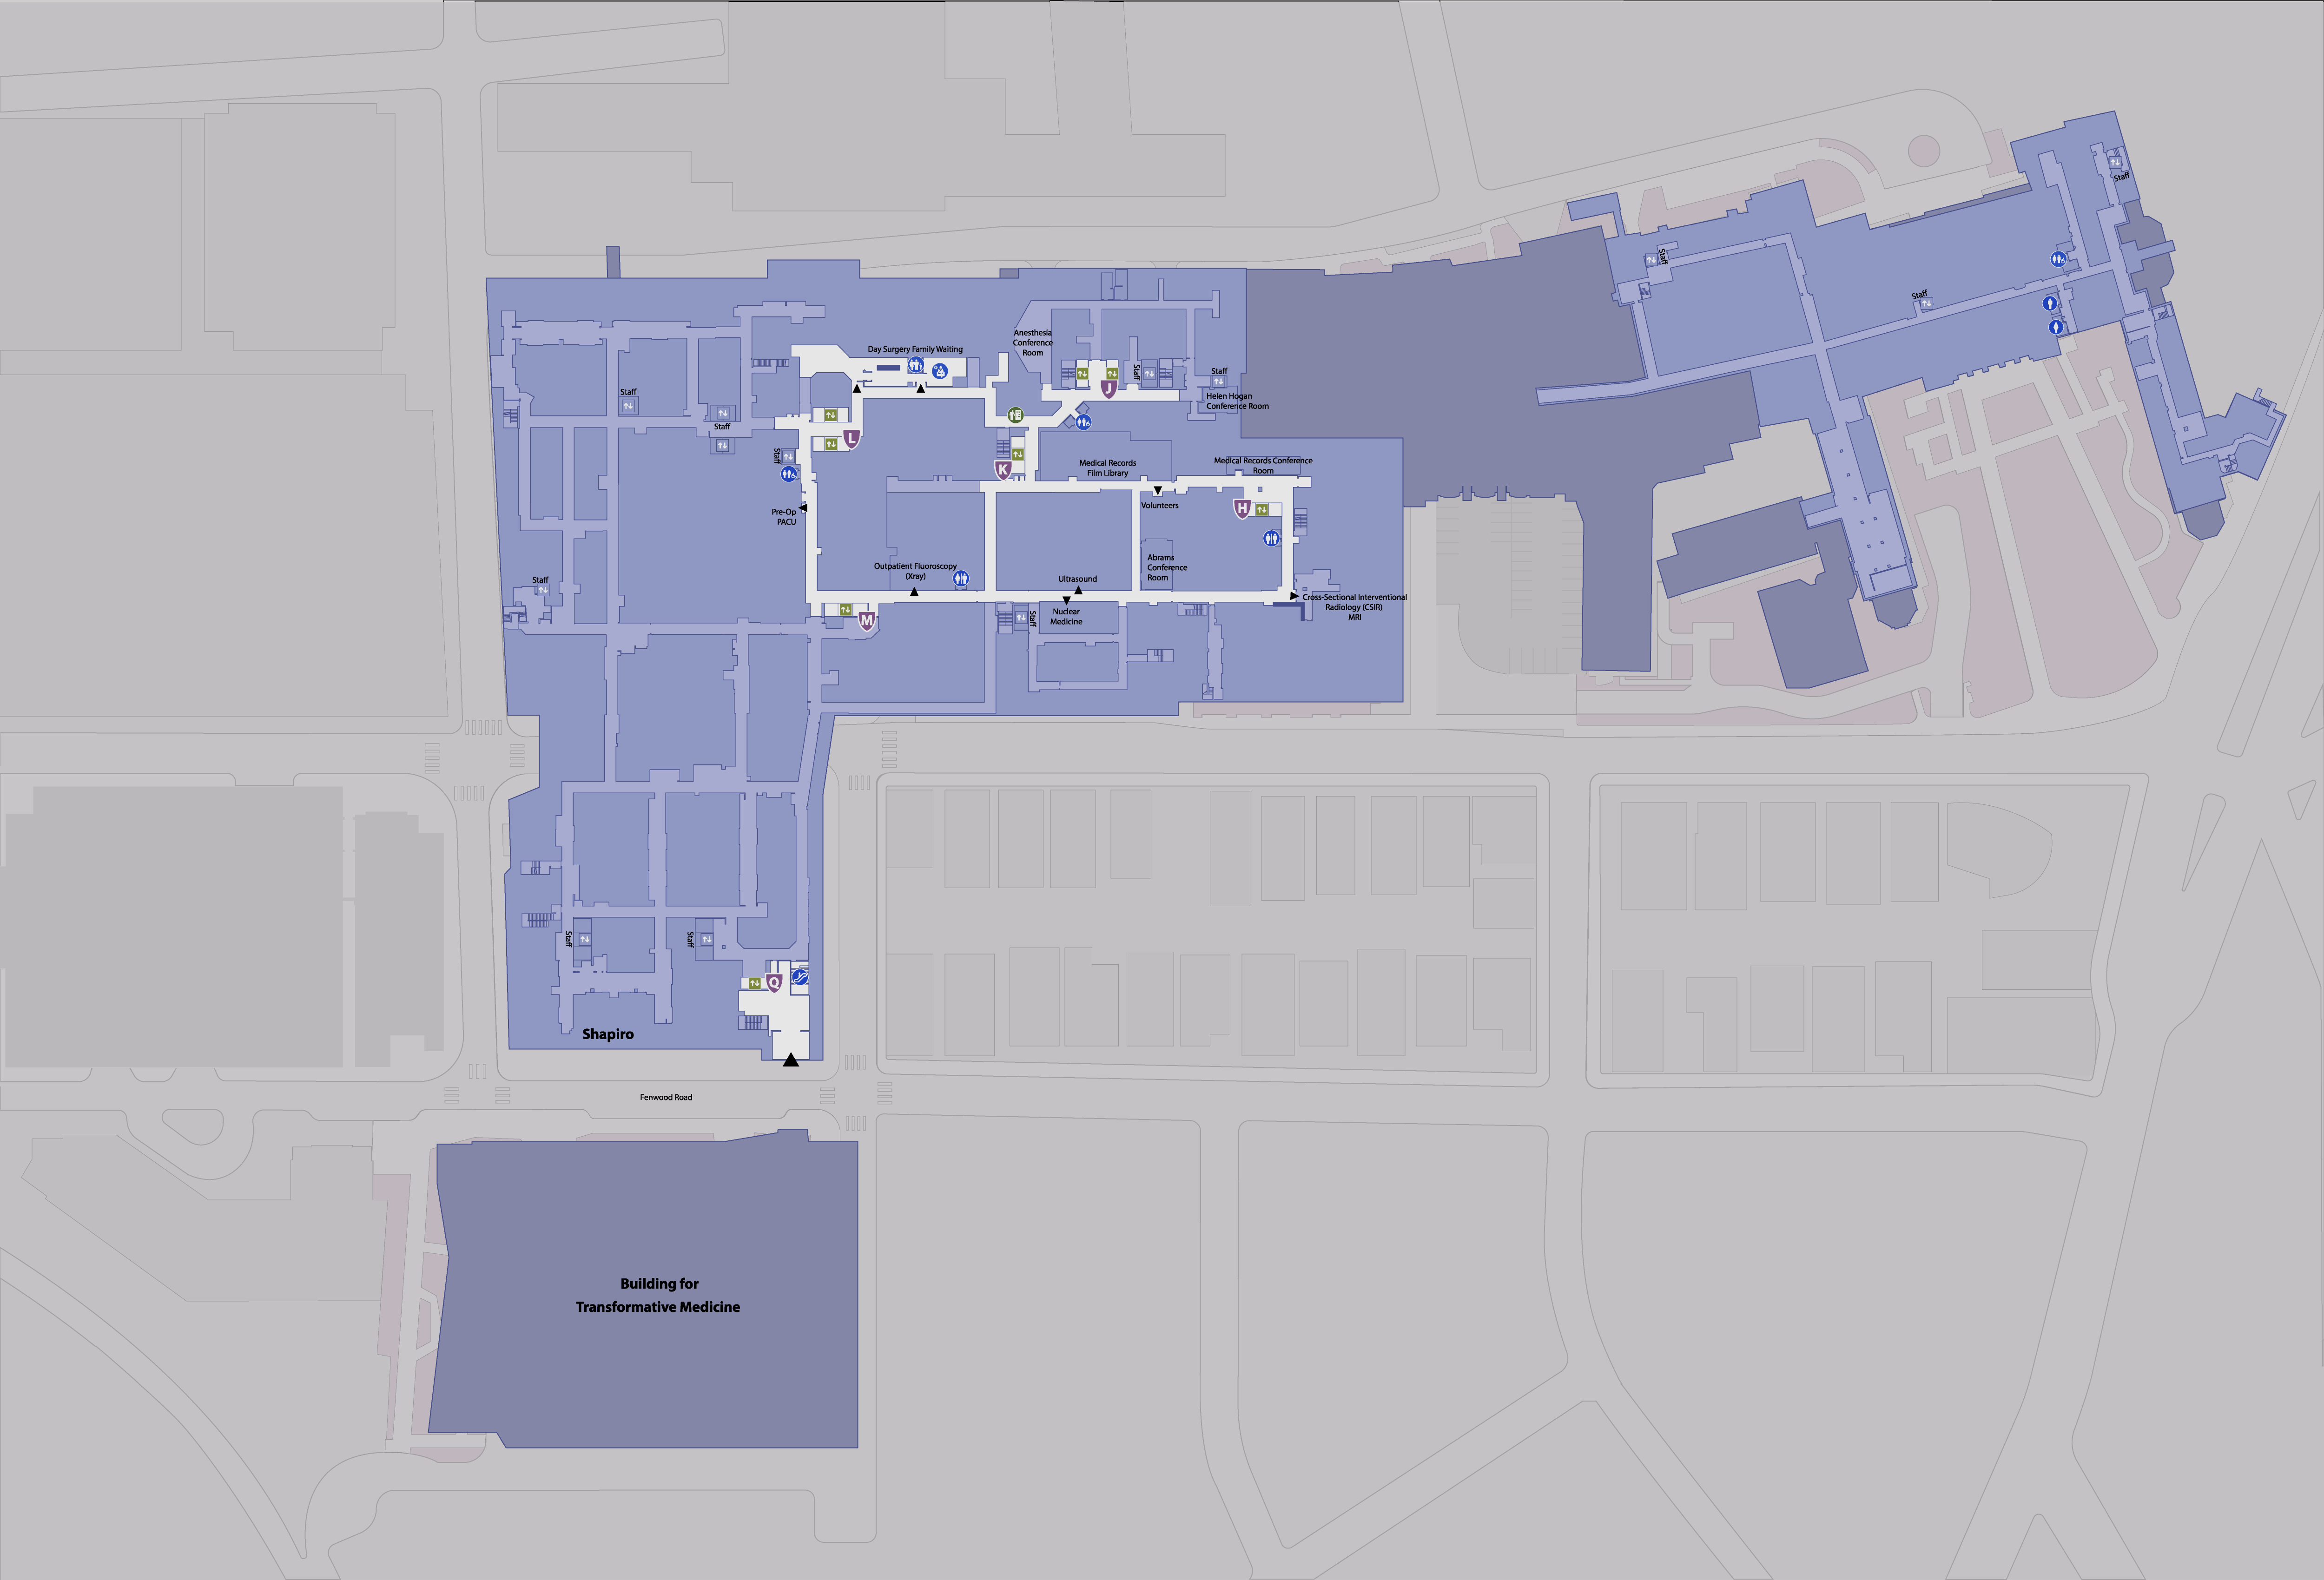 Staff
Staff
Staff
Staff
Anesthesia
Conference
Room
Day Surgery Family Waiting
J
Staff
Staff
Helen Hogan
Conference Room
Staff
Staff
L
Staff
K
Medical Records
Film Library
Medical Records Conference
Room
Pre-Op
PACU
Volunteers
H
Abrams
Conference
Room
Outpatient Fluoroscopy
(Xray)
Ultrasound
Staff
Cross-Sectional Interventional
Radiology (CSIR)
MRI
M
Staff
Nuclear
Medicine
Staff
Staff
Q
Shapiro
Fenwood Road
Building for
Transformative Medicine